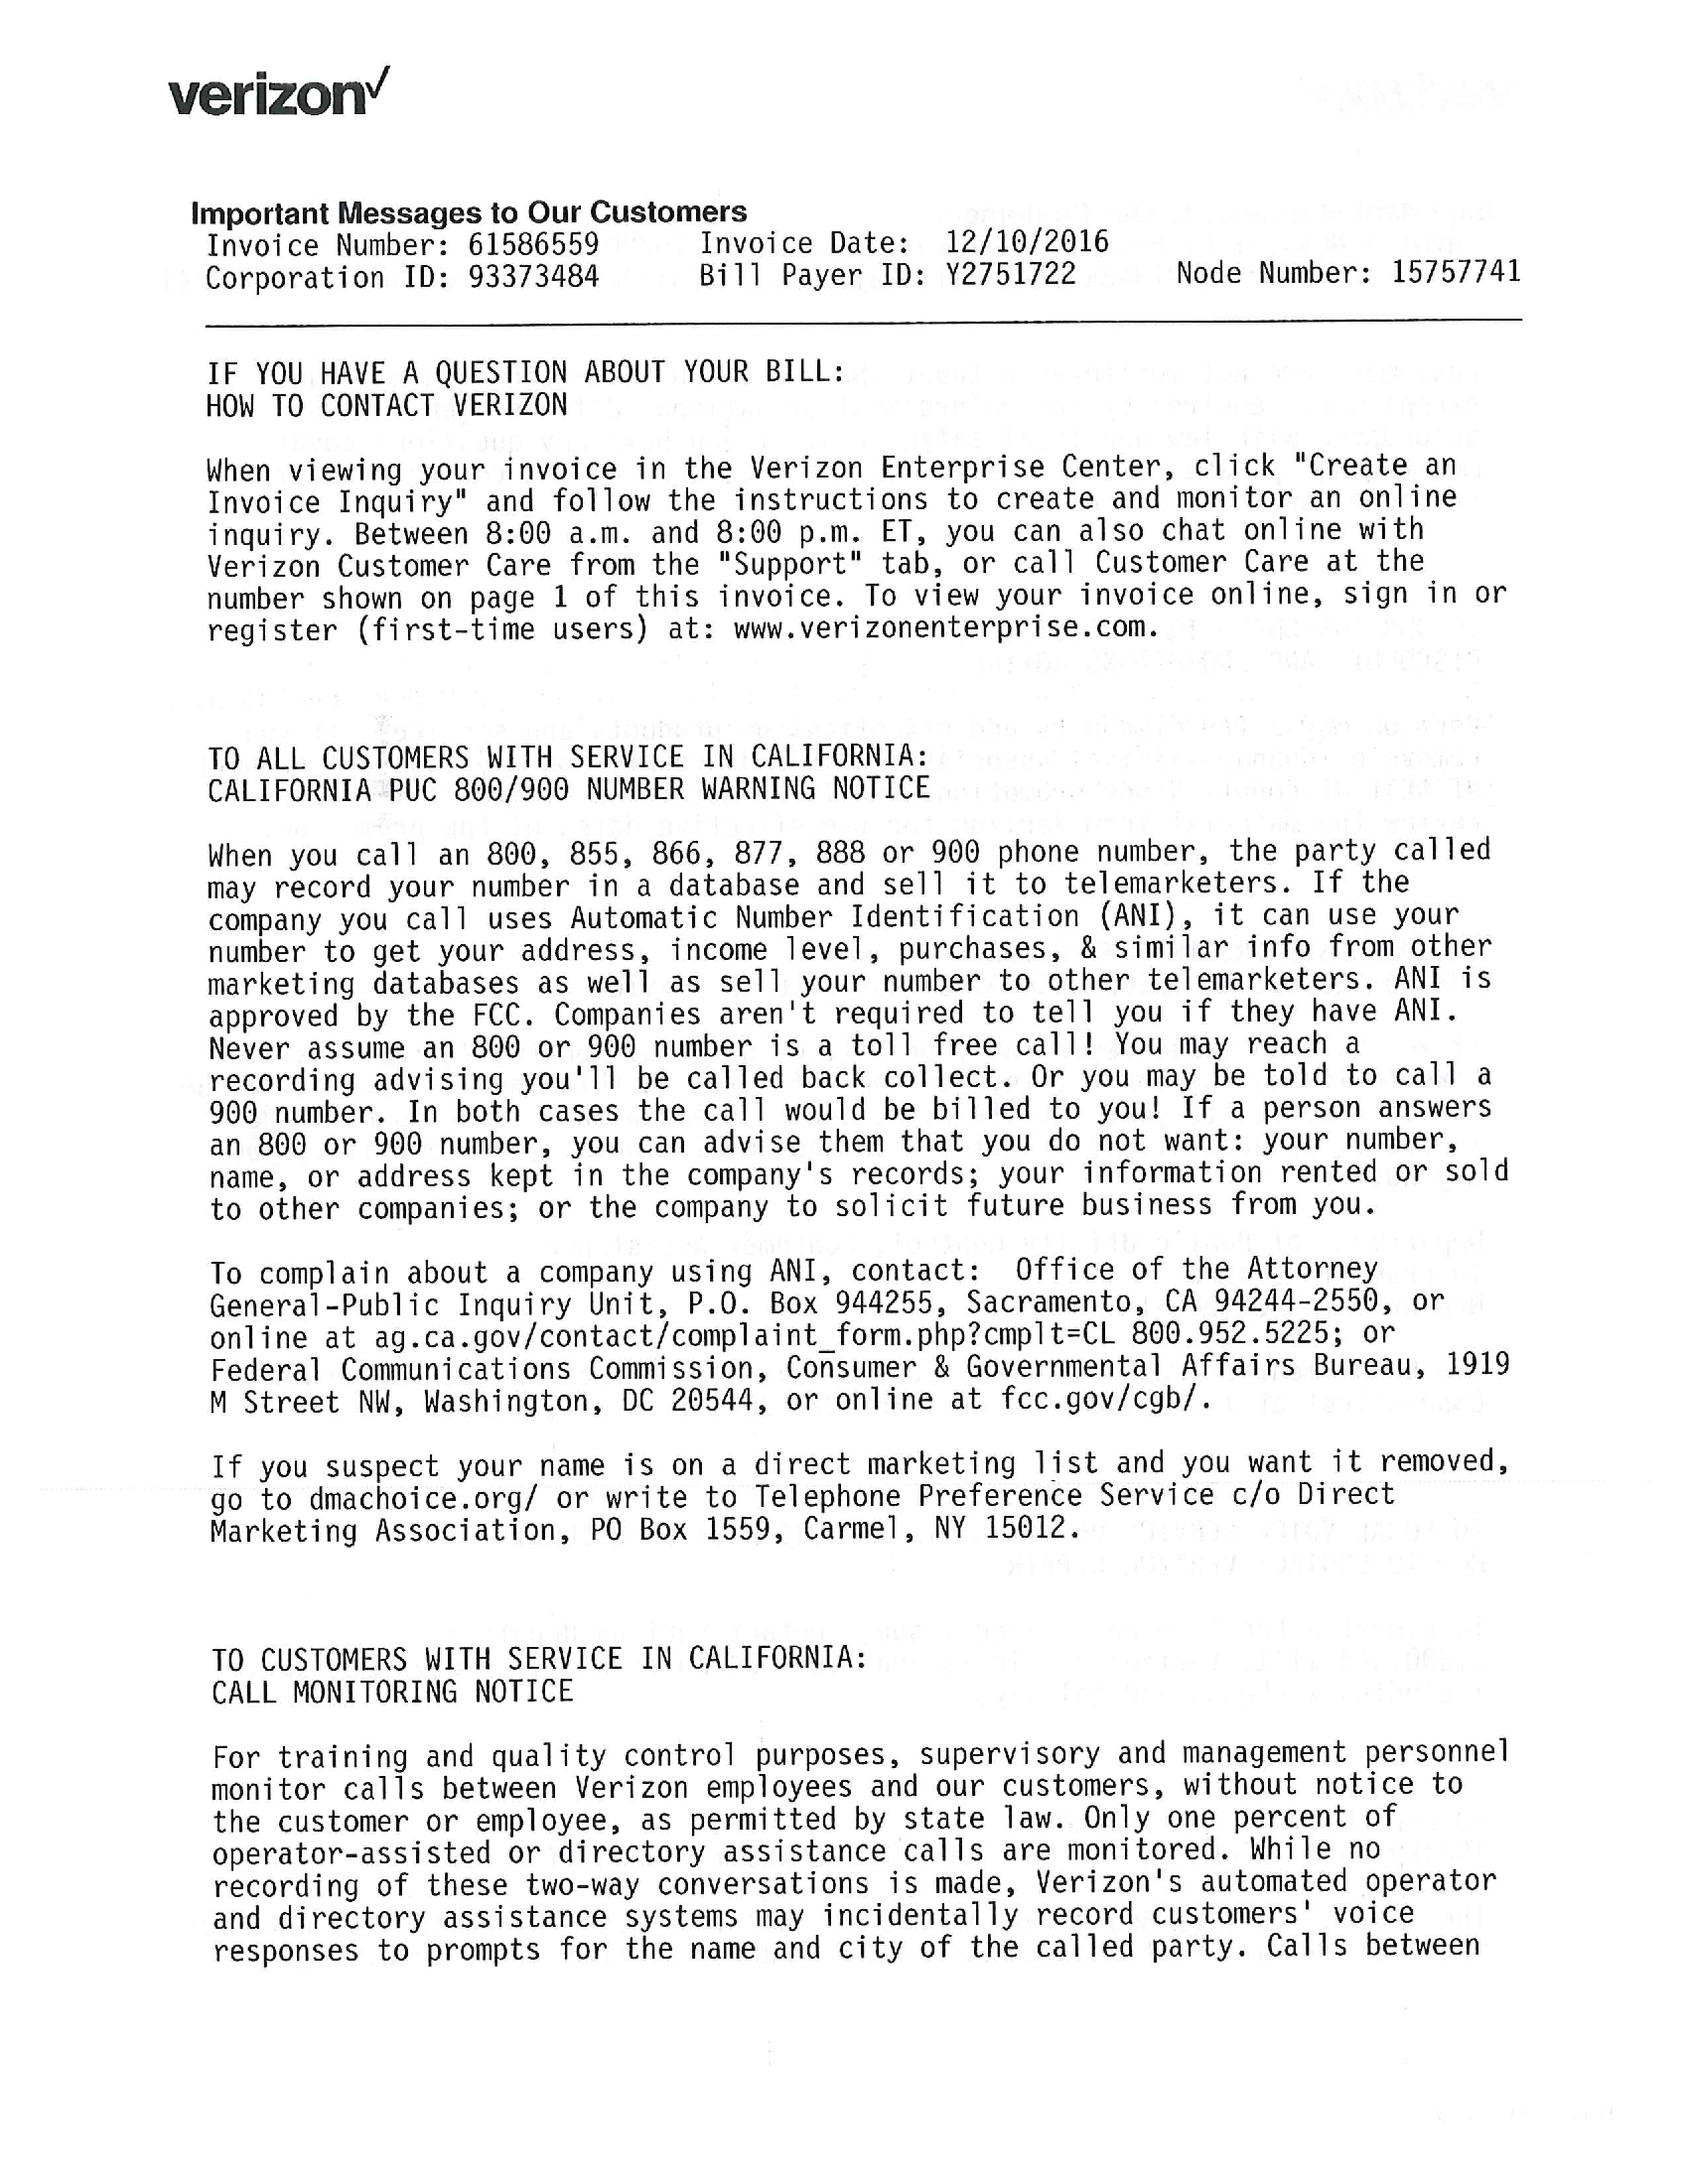 verizon✓
Important Messages to Our Customers
Invoice Number: 61586559 Invoice Date: 12/10/2016
Corporation ID: 93373484 Bill Payer ID: Y2751722 Node Number: 15757741
IF YOU HAVE A QUESTION ABOUT YOUR BILL:
HOW TO CONTACT VERIZON
When viewing your invoice in the Verizon Enterprise Center, click "Create an
Invoice Inquiry" and follow the instructions to create and monitor an online
inquiry. Between 8:00 a.m. and 8:00 p.m. ET, you can also chat online with
Verizon Customer Care from the "Support" tab, or call Customer Care at the
number shown on page 1 of this invoice. To view your invoice online, sign in or
register (first-time users) at: www.verizonenterprise.com.
TO ALL CUSTOMERS WITH SERVICE IN CALIFORNIA:
CALIFORNIA PUC 800/900 NUMBER WARNING NOTICE
When you call an 800, 855, 866, 877, 888 or 900 phone number, the party called
may record your number in a database and sell it to telemarketers. If the
company you call uses Automatic Number Identification (ANI), it can use your
number to get your address, income level, purchases, & similar info from other
marketing databases as well as sell your number to other telemarketers. ANI is
approved by the FCC. Companies aren't required to tell you if they have ANI.
Never assume an 800 or 900 number is a toll free call! You may reach a
recording advising you'll be called back collect. Or you may be told to call a
900 number. In both cases the call would be billed to you! If a person answers
an 800 or 900 number, you can advise them that you do not want: your number,
name, or address kept in the company's records; your information rented or sold
to other companies; or the company to solicit future business from you.
To complain about a company using ANI, contact: Office of the Attorney
General-Public Inquiry Unit, P.O. Box 944255, Sacramento, CA 94244-2550, or
online at ag.ca.gov/contact/complaint_form.php?cmplt=CL 800.952.5225; or
Federal Communications Commission, Consumer & Governmental Affairs Bureau, 1919
M Street NW, Washington, DC 20544, or online at fcc.gov/cgb/.
If you suspect your name is on a direct marketing list and you want it removed,
go to dmachoice.org/ or write to Telephone Preference Service c/o Direct
Marketing Association, PO Box 1559, Carmel, NY 15012.
TO CUSTOMERS WITH SERVICE IN CALIFORNIA:
CALL MONITORING NOTICE
For training and quality control purposes, supervisory and management personnel
monitor calls between Verizon employees and our customers, without notice to
the customer or employee, as permitted by state law. Only one percent of
operator-assisted or directory assistance calls are monitored. While no
recording of these two-way conversations is made, Verizon's automated operator
and directory assistance systems may incidentally record customers' voice
responses to prompts for the name and city of the called party. Calls between